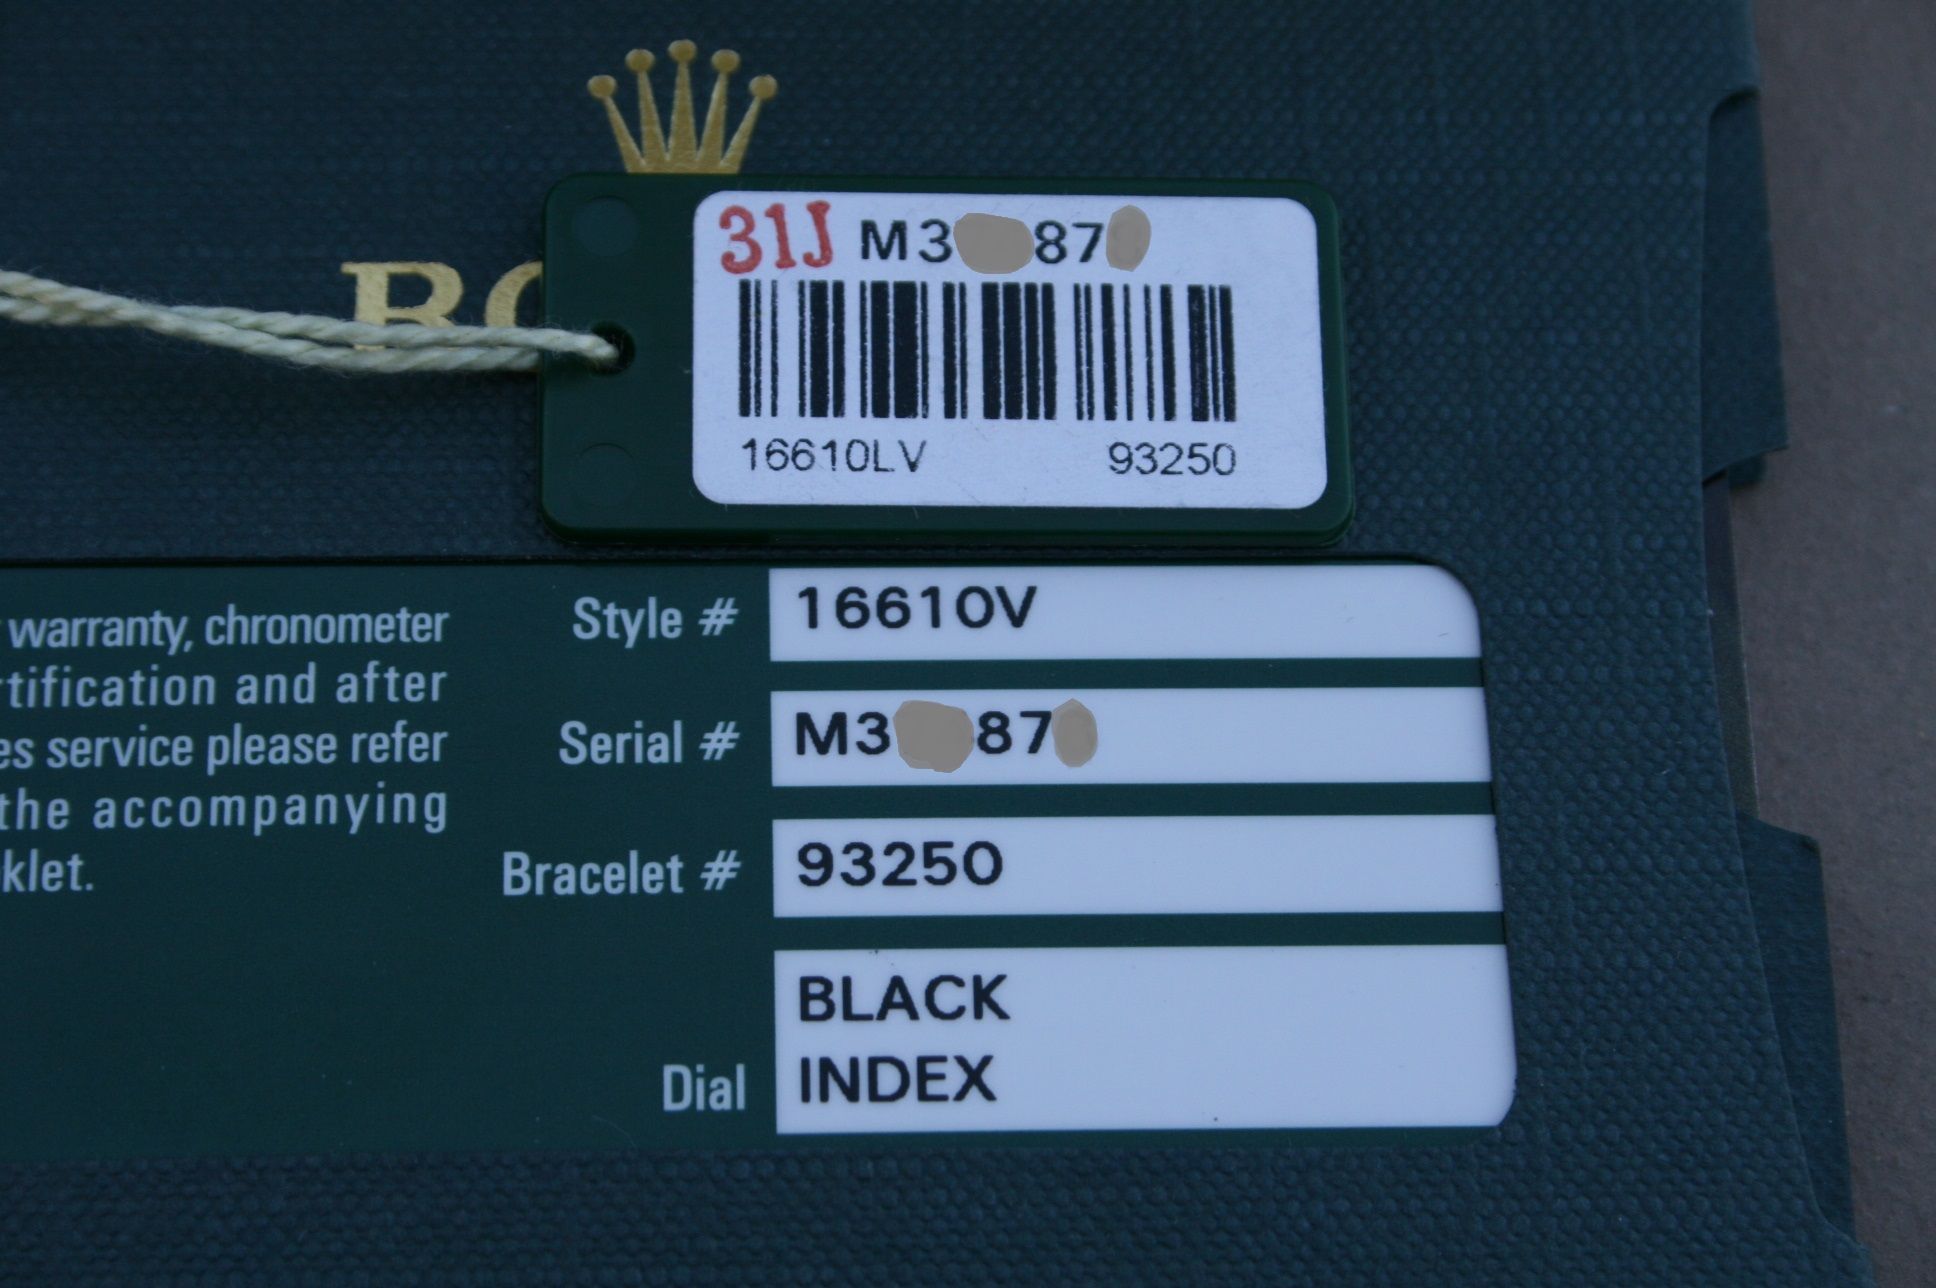 RO
31J M3 87
16610LV 93250
warranty, chronometer
rtification and after
es service please refer
the accompanying
klet.
Style # 16610V
Serial # M3 87
Bracelet # 93250
BLACK
Dial INDEX